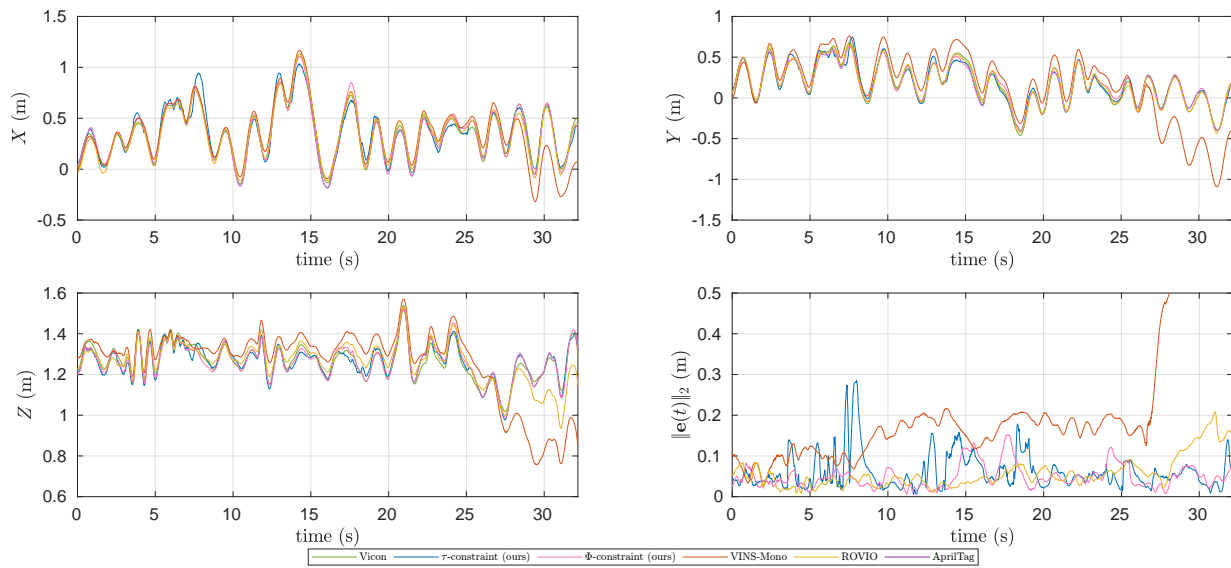 1.5
1
0.5
0
-0.5
X (m)
0 5 10 15 20 25 30
time (s)
1
0.5
0
-0.5
-1
-1.5
Y (m)
0 5 10 15 20 25 30
time (s)
1.6
1.4
1.2
1
0.8
0.6
Z (m)
0 5 10 15 20 25 30
time (s)
0.5
0.4
0.3
0.2
0.1
0
‖e(t)‖₂ (m)
0 5 10 15 20 25 30
time (s)
Vicon τ-constraint (ours) Φ-constraint (ours) VINS-Mono ROVIO AprilTag